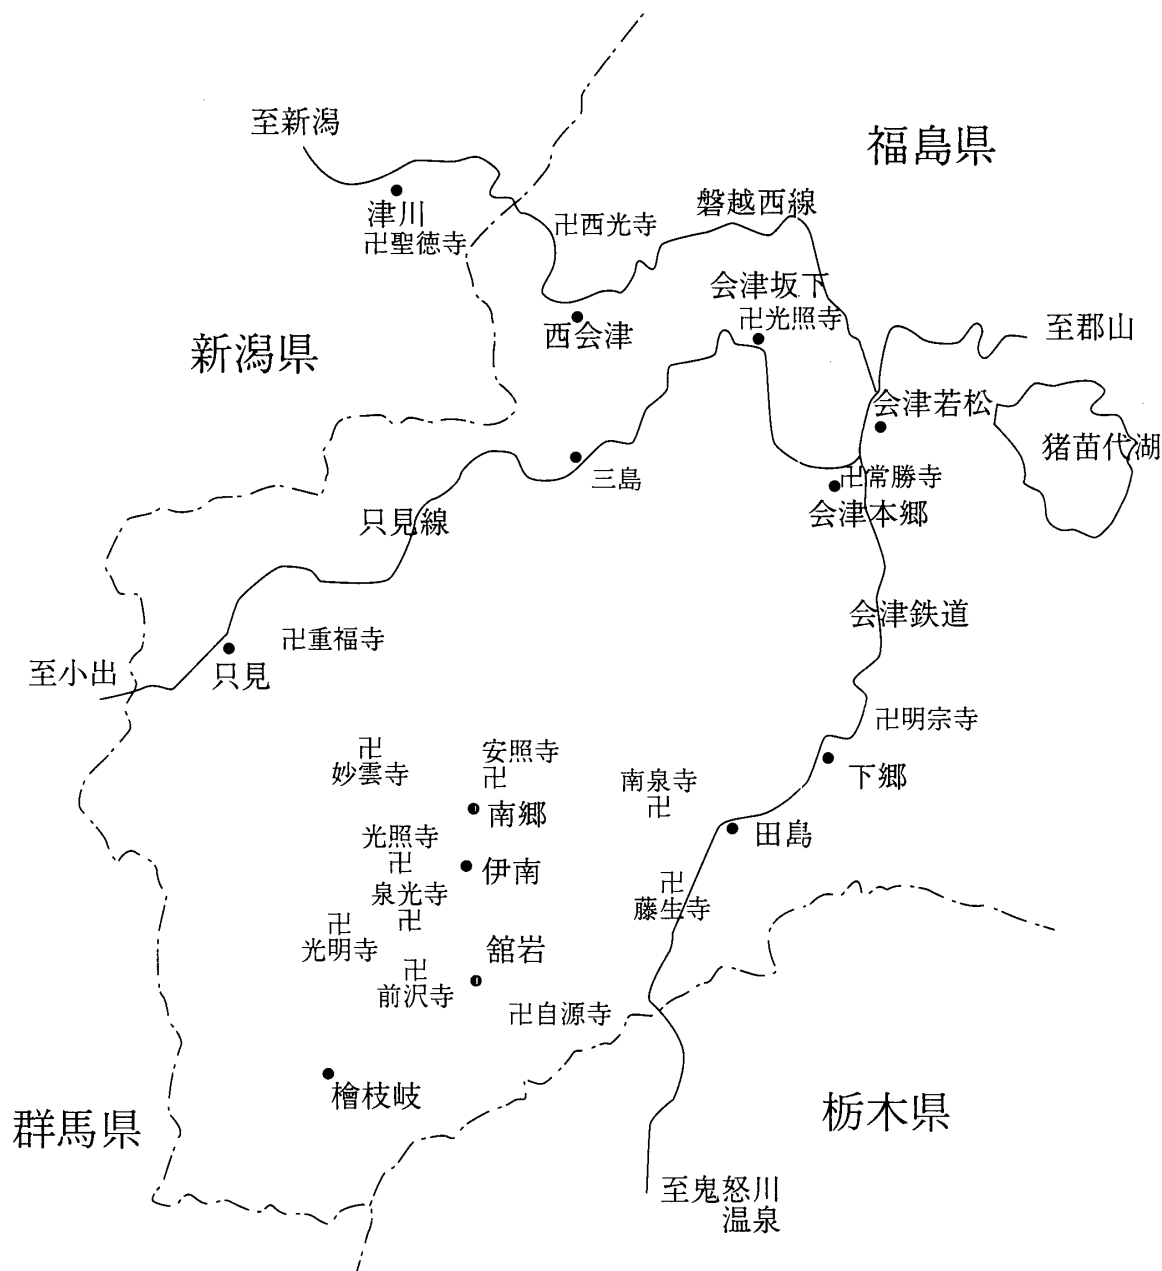 至新潟
福島県
津川
卍聖徳寺
卍西光寺
磐越西線
会津坂下
卍光照寺
西会津
新潟県
至郡山
会津若松
猪苗代湖
三島
卍常勝寺
会津本郷
只見線
会津鉄道
卍重福寺
至小出
只見
卍明宗寺
下郷
卍
妙雲寺
安照寺
卍
南郷
南泉寺
卍
田島
光照寺
卍
伊南
泉光寺
卍
卍
藤生寺
卍
光明寺
舘岩
卍
前沢寺
卍自源寺
檜枝岐
群馬県
栃木県
至鬼怒川
温泉